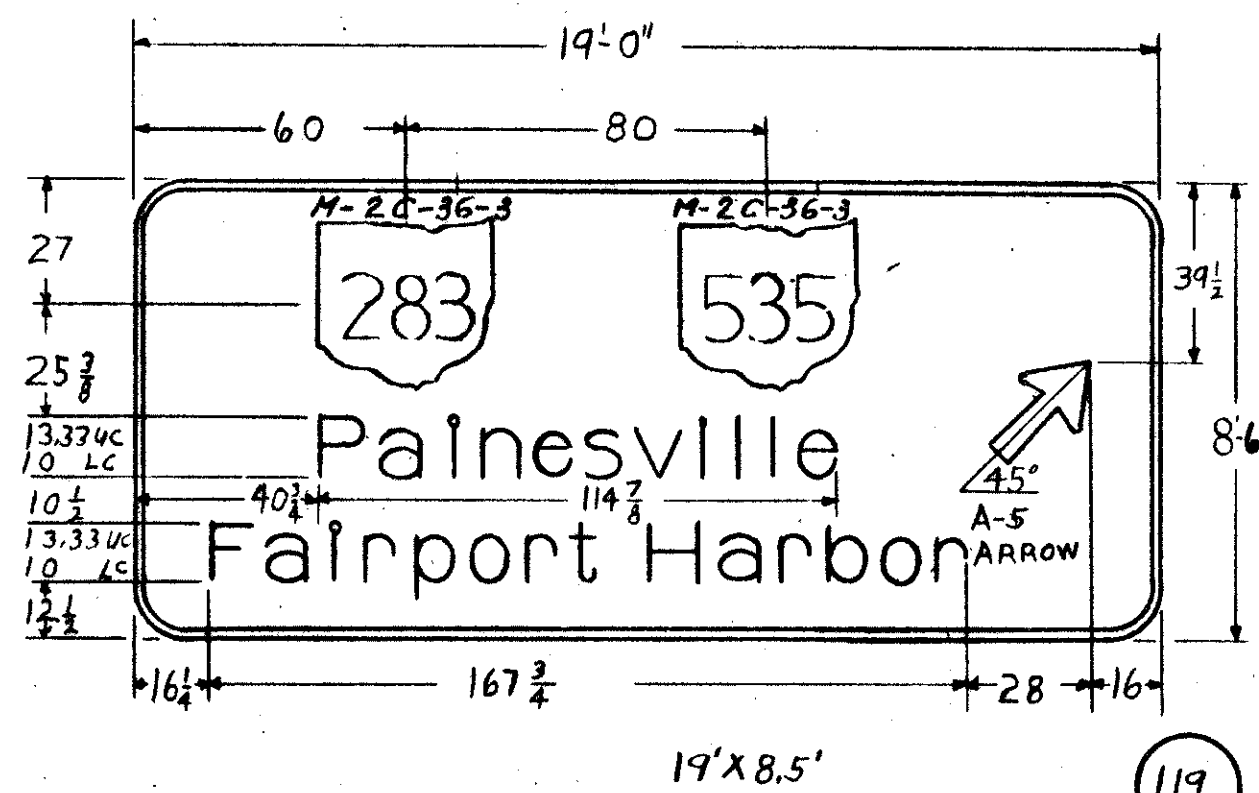 19'-0"
60 80
M-2C-36-3 M-2C-36-3
27
283 535
39 1/2
25 3/8
13.33 UC
10 LC
Painesville
8'-6
45°
10 1/2
40 3/4 114 7/8
A-5
ARROW
13.33 UC
10 LC
Fairport Harbor
12 1/2
16 1/4 167 3/4 28 16
19' X 8.5'
119